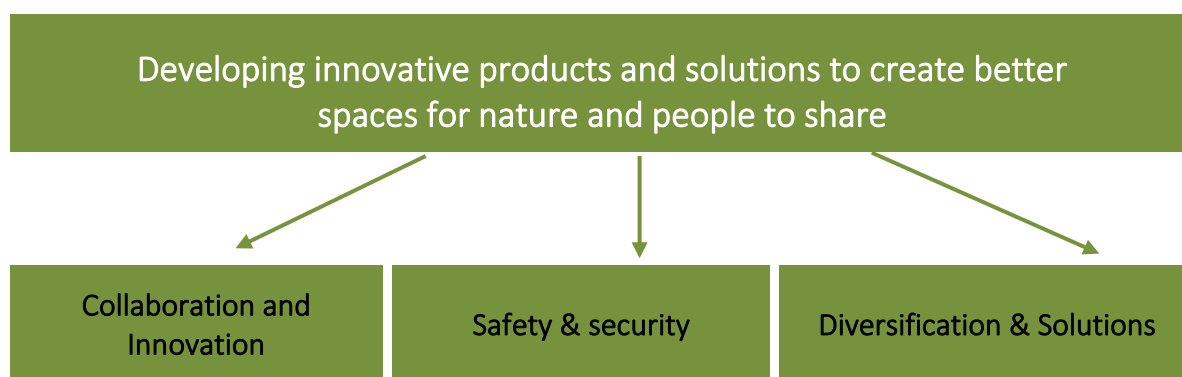 Developing innovative products and solutions to create better
spaces for nature and people to share
Collaboration and
Innovation
Safety & security
Diversification & Solutions